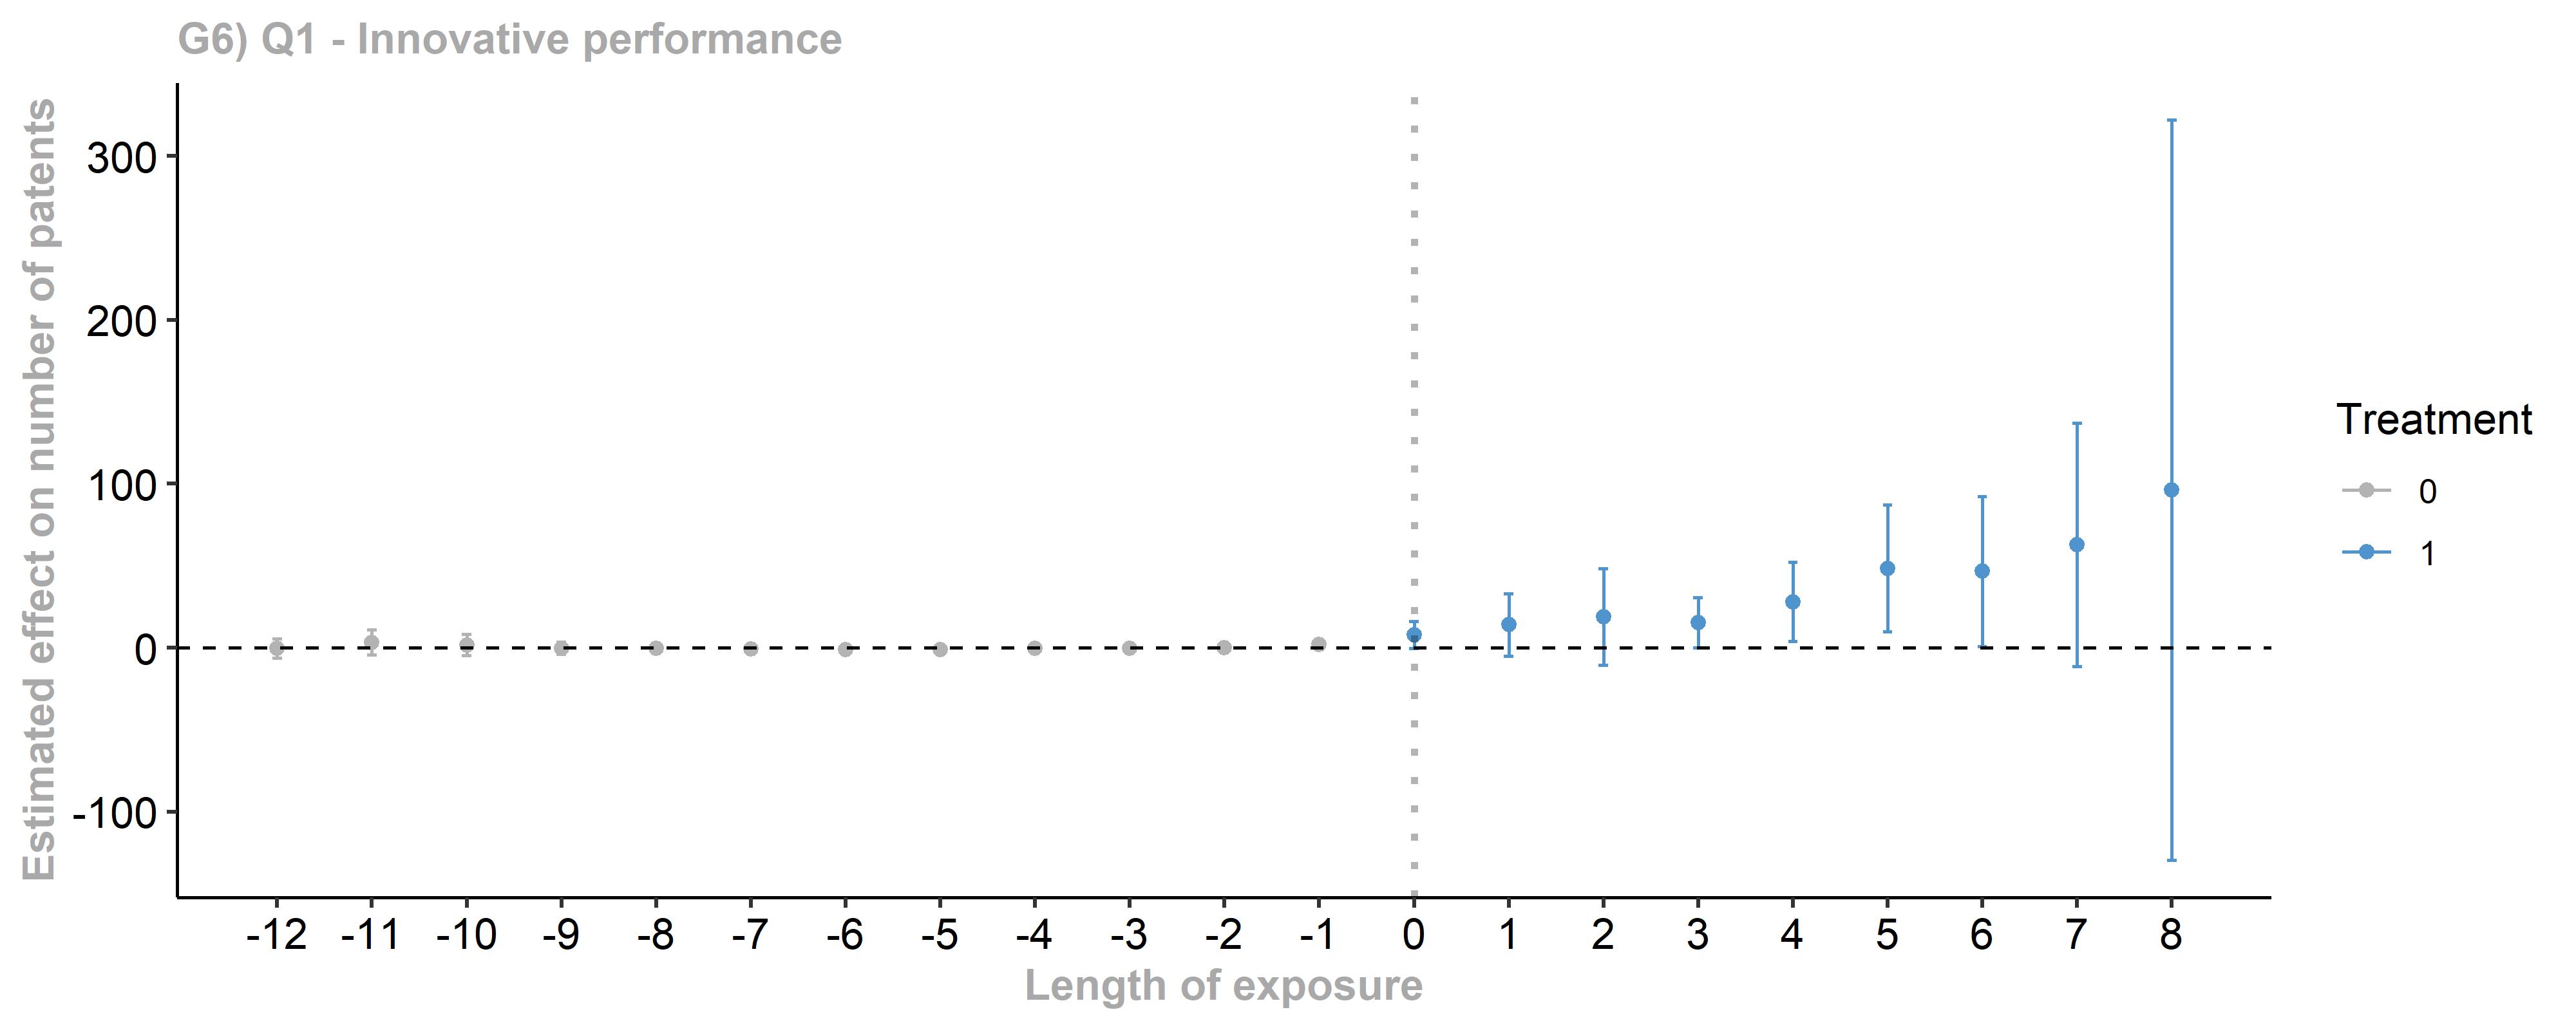 G6) Q1 - Innovative performance
Estimated effect on number of patents
300
200
100
0
-100
-12 -11 -10 -9 -8 -7 -6 -5 -4 -3 -2 -1 0 1 2 3 4 5 6 7 8
Length of exposure
Treatment
0
1